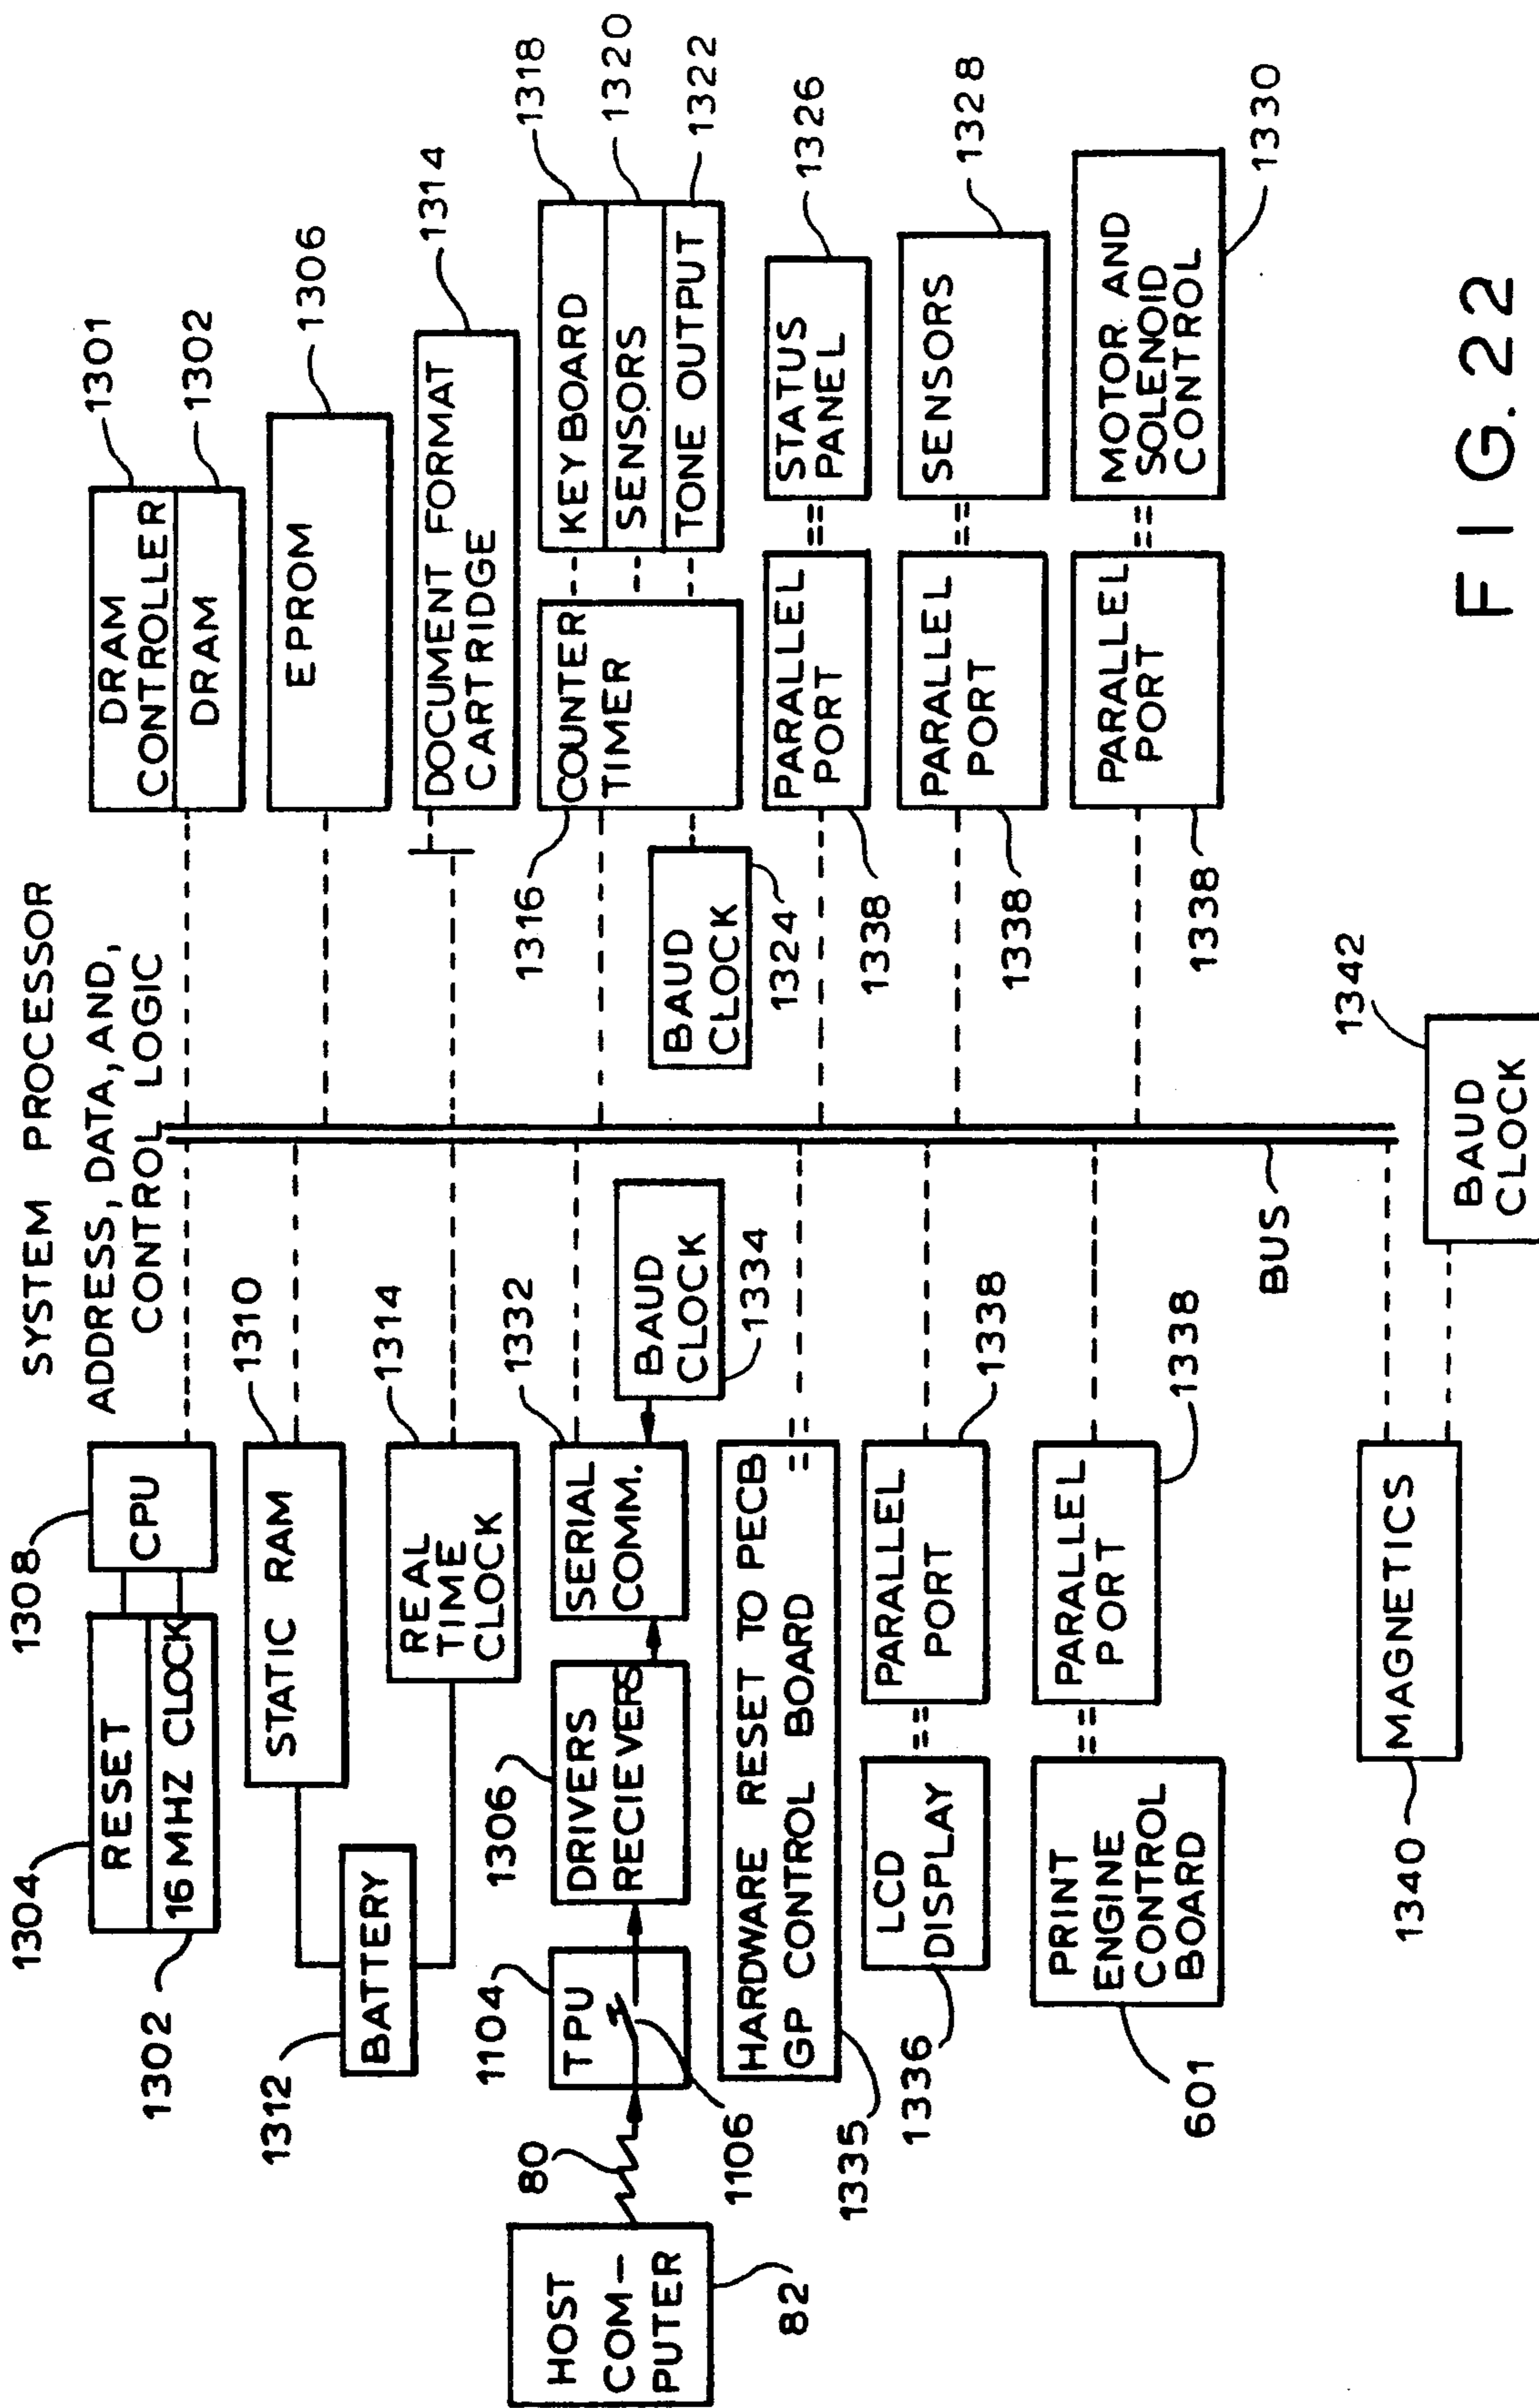 SYSTEM PROCESSOR
ADDRESS, DATA, AND,
CONTROL LOGIC
1304
1308
RESET
16 MHZ CLOCK
1302
CPU
1310
STATIC RAM
1312
BATTERY
1314
REAL
TIME
CLOCK
1332
1306
1104
HOST
COM-
PUTER
82
80
TPU
1106
DRIVERS
RECIEVERS
SERIAL
COMM.
BAUD
CLOCK
1334
HARDWARE RESET TO PECB
GP CONTROL BOARD
1335
LCD
DISPLAY
1336
PARALLEL
PORT
1338
PRINT
ENGINE
CONTROL
BOARD
601
PARALLEL
PORT
1338
BUS
MAGNETICS
1340
BAUD
CLOCK
1342
DRAM
CONTROLLER
1301
DRAM
1302
EPROM
1306
DOCUMENT FORMAT
CARTRIDGE
1314
1316
COUNTER
TIMER
KEYBOARD
1318
SENSORS
1320
TONE OUTPUT
1322
BAUD
CLOCK
1324
PARALLEL
PORT
1338
STATUS
PANEL
1326
PARALLEL
PORT
1338
SENSORS
1328
PARALLEL
PORT
1338
MOTOR AND
SOLENOID
CONTROL
1330
FIG. 22